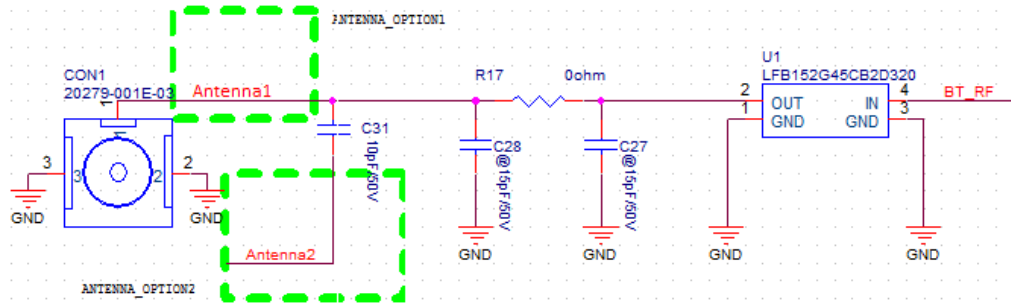 ANTENNA_OPTION1
U1
LFB152G45CB2D320
CON1
20279-001E-03
Antenna1
R17
0ohm
2
1
OUT
GND
IN
GND
4
3
BT_RF
1
1
C31
10pF/50V
C28
@15pF/50V
C27
@15pF/50V
3
3
2
2
GND
GND
GND
GND
GND
GND
Antenna2
ANTENNA_OPTION2